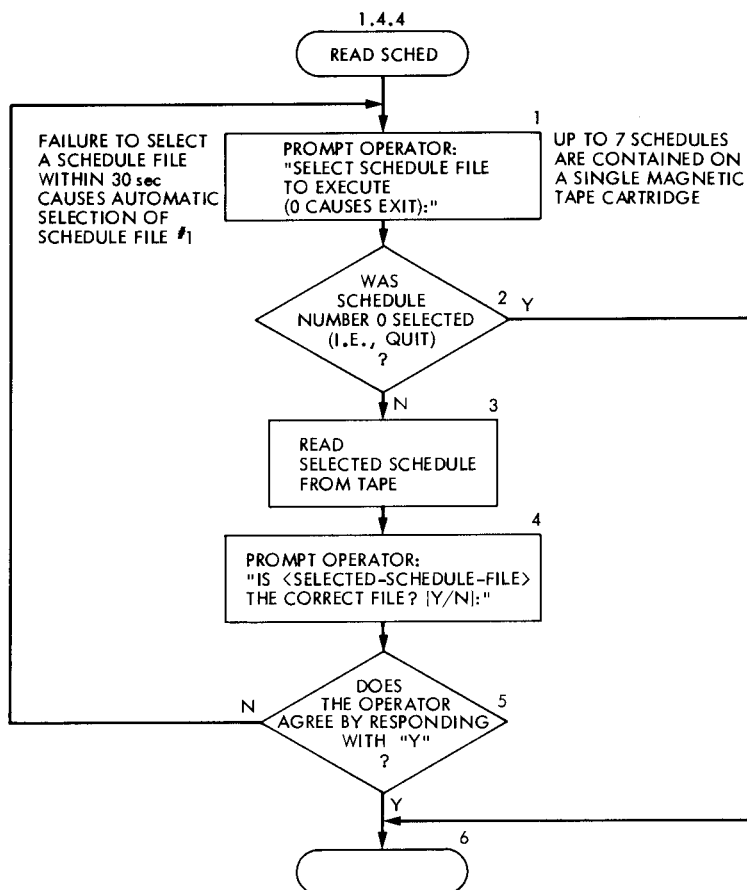 1.4.4
READ SCHED
FAILURE TO SELECT
A SCHEDULE FILE
WITHIN 30 sec
CAUSES AUTOMATIC
SELECTION OF
SCHEDULE FILE #1
1
PROMPT OPERATOR:
"SELECT SCHEDULE FILE
TO EXECUTE
(0 CAUSES EXIT):"
UP TO 7 SCHEDULES
ARE CONTAINED ON
A SINGLE MAGNETIC
TAPE CARTRIDGE
2
WAS
SCHEDULE
NUMBER 0 SELECTED
(I.E., QUIT)
?
Y
N
3
READ
SELECTED SCHEDULE
FROM TAPE
4
PROMPT OPERATOR:
"IS <SELECTED-SCHEDULE-FILE>
THE CORRECT FILE? |Y/N|:"
5
DOES
THE OPERATOR
AGREE BY RESPONDING
WITH "Y"
?
N
Y
6